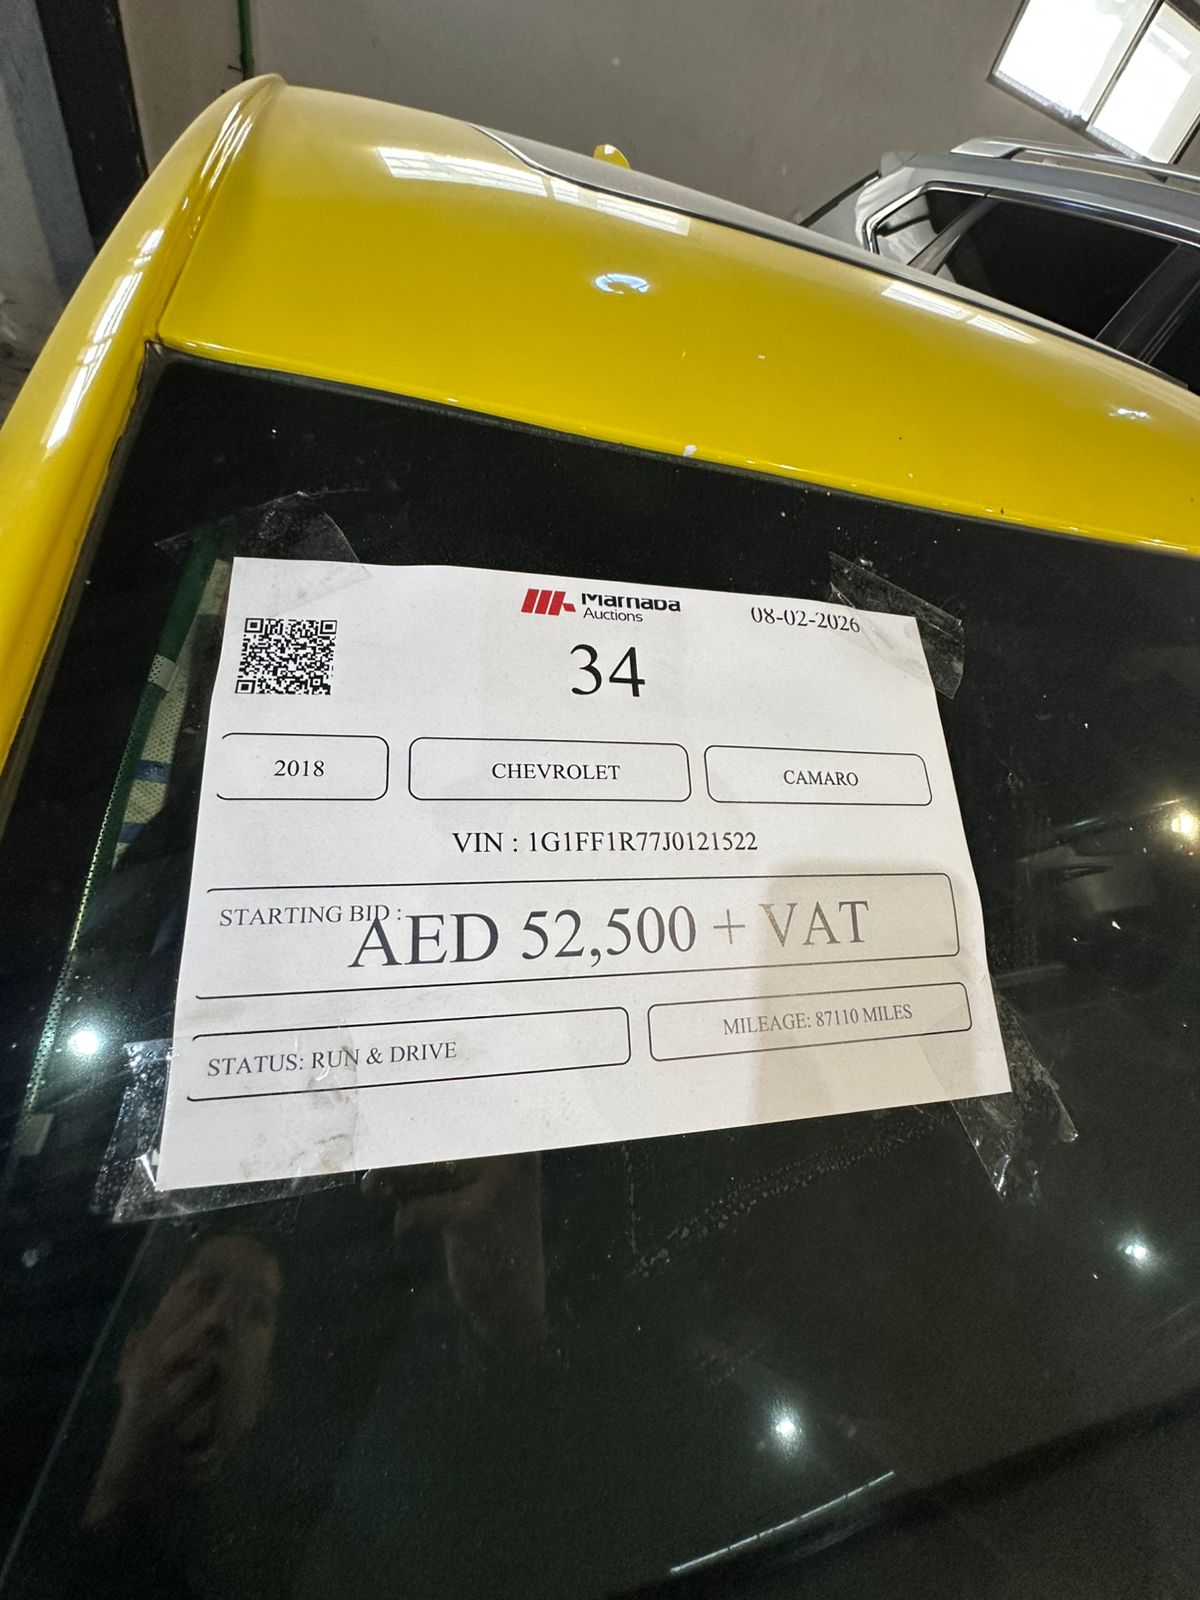 Marhaba
Auctions
08-02-2026
34
2018
CHEVROLET
CAMARO
VIN : 1G1FF1R77J0121522
STARTING BID :
AED 52,500 + VAT
STATUS: RUN & DRIVE
MILEAGE: 87110 MILES